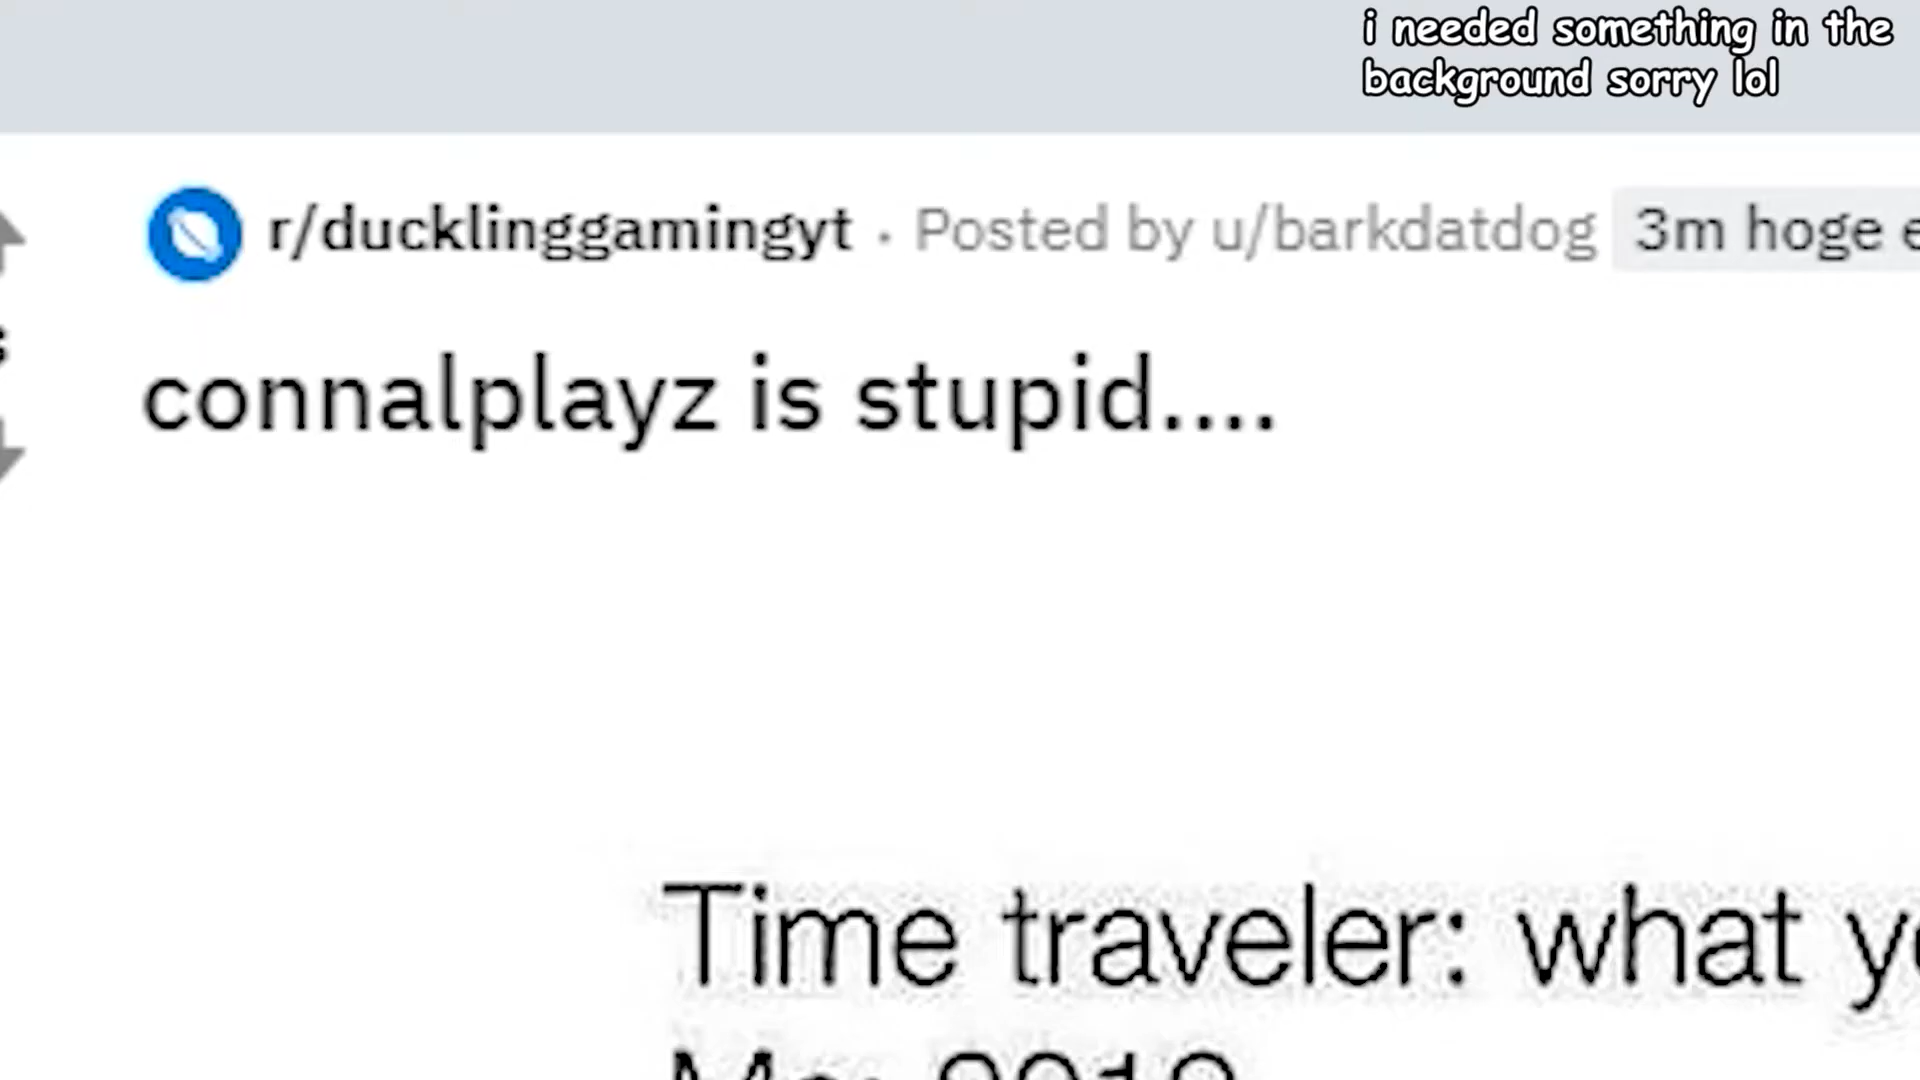 i needed something in the
background sorry lol
r/ducklinggamingyt · Posted by u/barkdatdog 3m hoge
connalplayz is stupid....
Time traveler: what